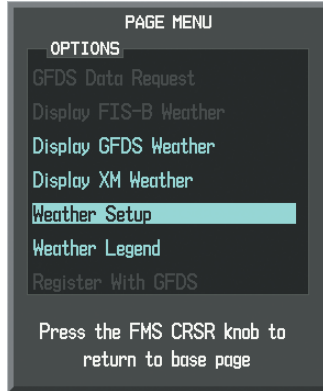 PAGE MENU
OPTIONS
GFDS Data Request
Display FIS-B Weather
Display GFDS Weather
Display XM Weather
Weather Setup
Weather Legend
Register With GFDS
Press the FMS CRSR knob to
return to base page